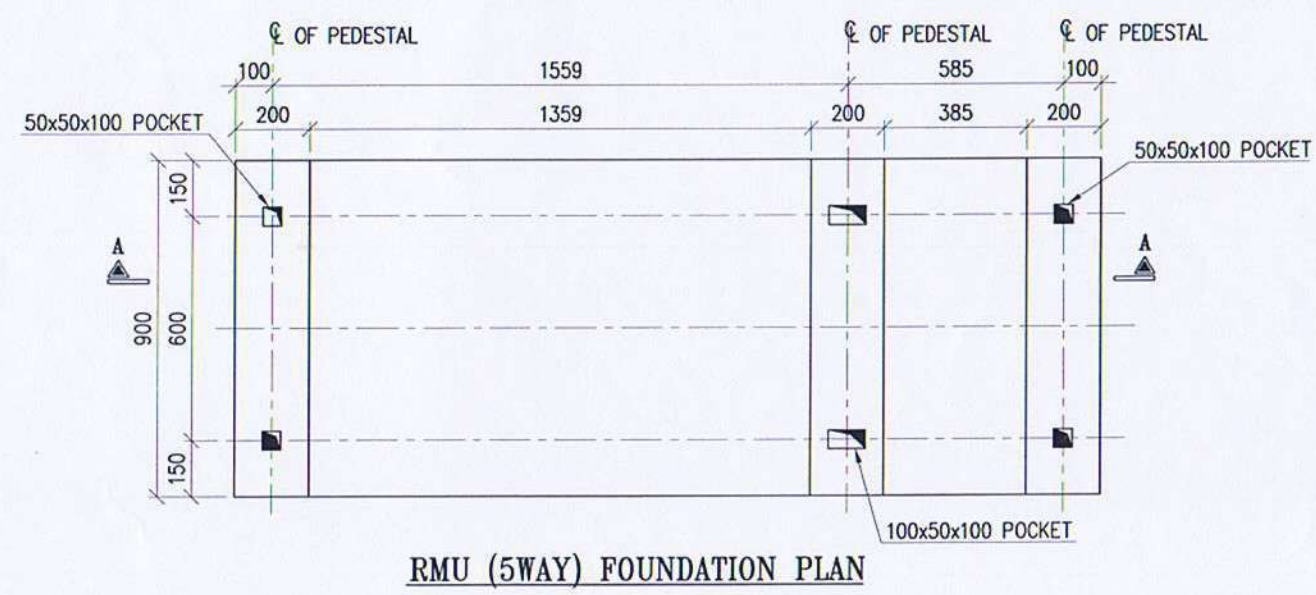 ℄ OF PEDESTAL ℄ OF PEDESTAL ℄ OF PEDESTAL
100 1559 585 100
200 1359 200 385 200
50x50x100 POCKET
50x50x100 POCKET
150
A A
900 600
150
100x50x100 POCKET
RMU (5WAY) FOUNDATION PLAN